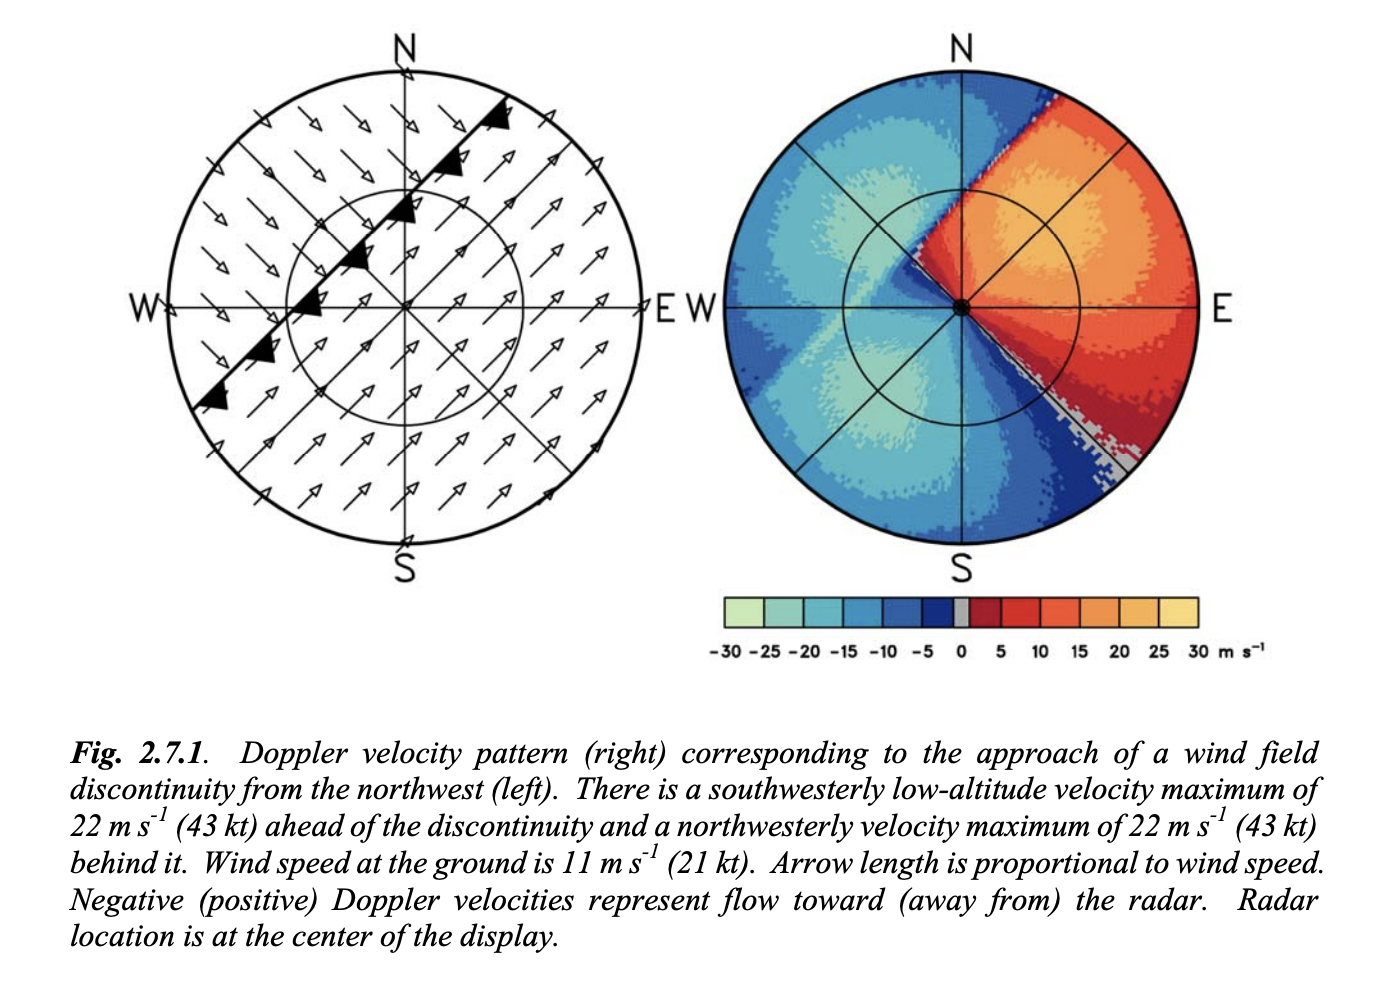 N
N
W
E
W
E
S
S
-30 -25 -20 -15 -10 -5 0 5 10 15 20 25 30 m s⁻¹
Fig. 2.7.1. Doppler velocity pattern (right) corresponding to the approach of a wind field
discontinuity from the northwest (left). There is a southwesterly low-altitude velocity maximum of
22 m s⁻¹ (43 kt) ahead of the discontinuity and a northwesterly velocity maximum of 22 m s⁻¹ (43 kt)
behind it. Wind speed at the ground is 11 m s⁻¹ (21 kt). Arrow length is proportional to wind speed.
Negative (positive) Doppler velocities represent flow toward (away from) the radar. Radar
location is at the center of the display.